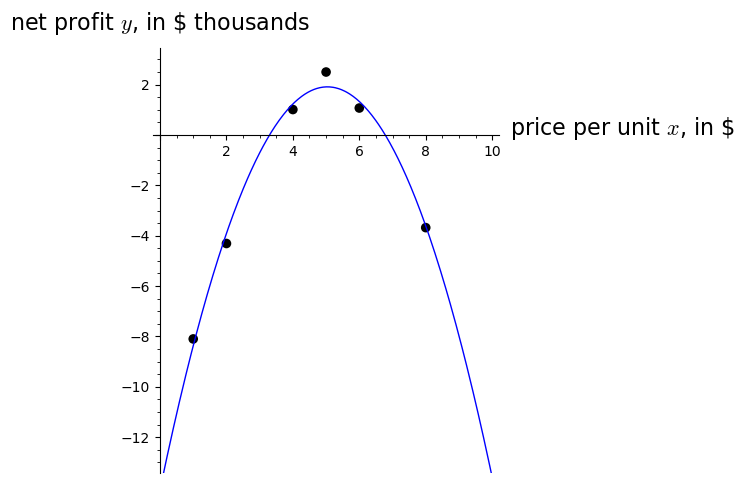 net profit y, in $ thousands
2
price per unit x, in $
2 4 6 8 10
−2
−4
−6
−8
−10
−12